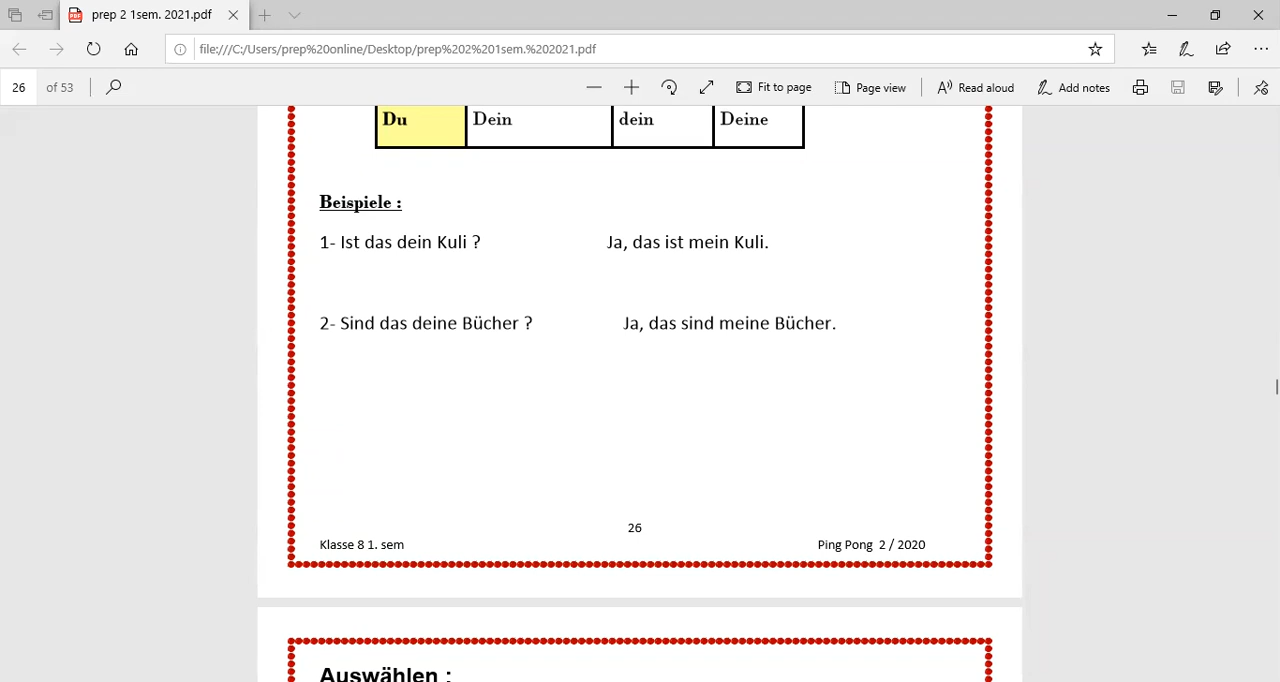 prep 2 1sem. 2021.pdf
file:///C:/Users/prep%20online/Desktop/prep%202%201sem.%202021.pdf
26 of 53
Fit to page
Page view
Read aloud
Add notes
Du Dein dein Deine
Beispiele :
1- Ist das dein Kuli ? Ja, das ist mein Kuli.
2- Sind das deine Bücher ? Ja, das sind meine Bücher.
26
Klasse 8 1. sem Ping Pong 2 / 2020
Auswählen :